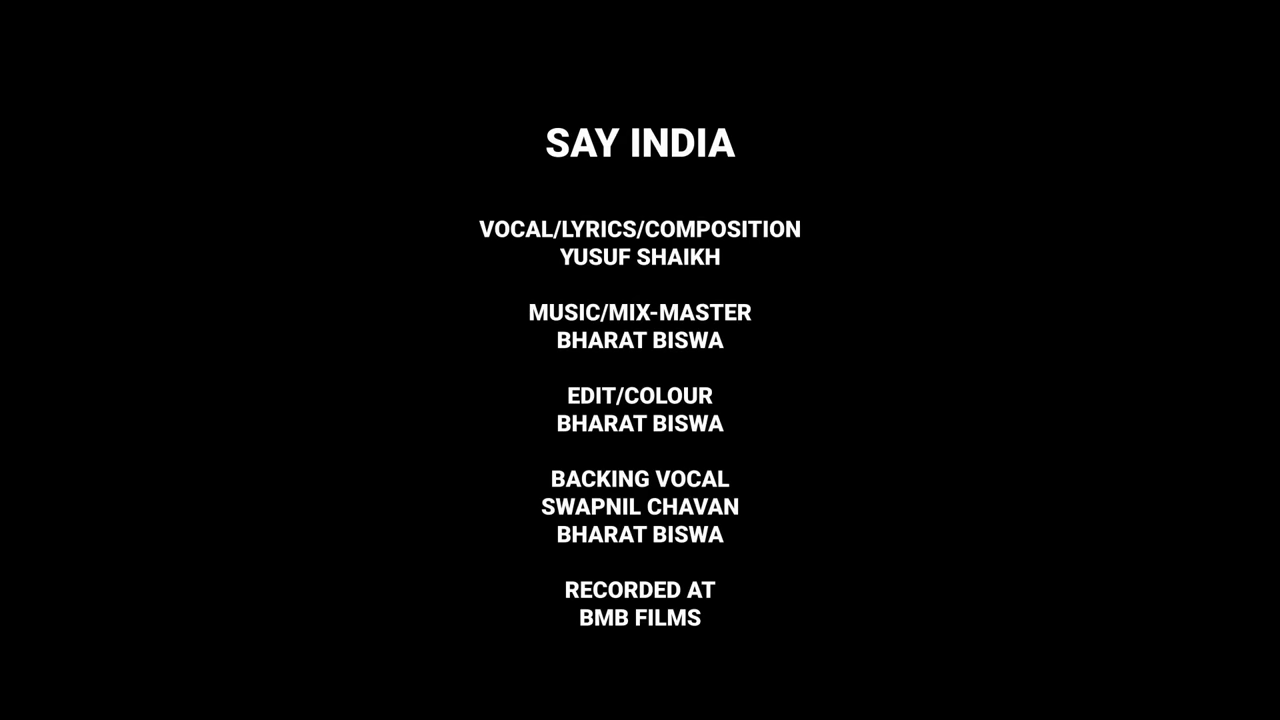 SAY INDIA
VOCAL/LYRICS/COMPOSITION
YUSUF SHAIKH
MUSIC/MIX-MASTER
BHARAT BISWA
EDIT/COLOUR
BHARAT BISWA
BACKING VOCAL
SWAPNIL CHAVAN
BHARAT BISWA
RECORDED AT
BMB FILMS